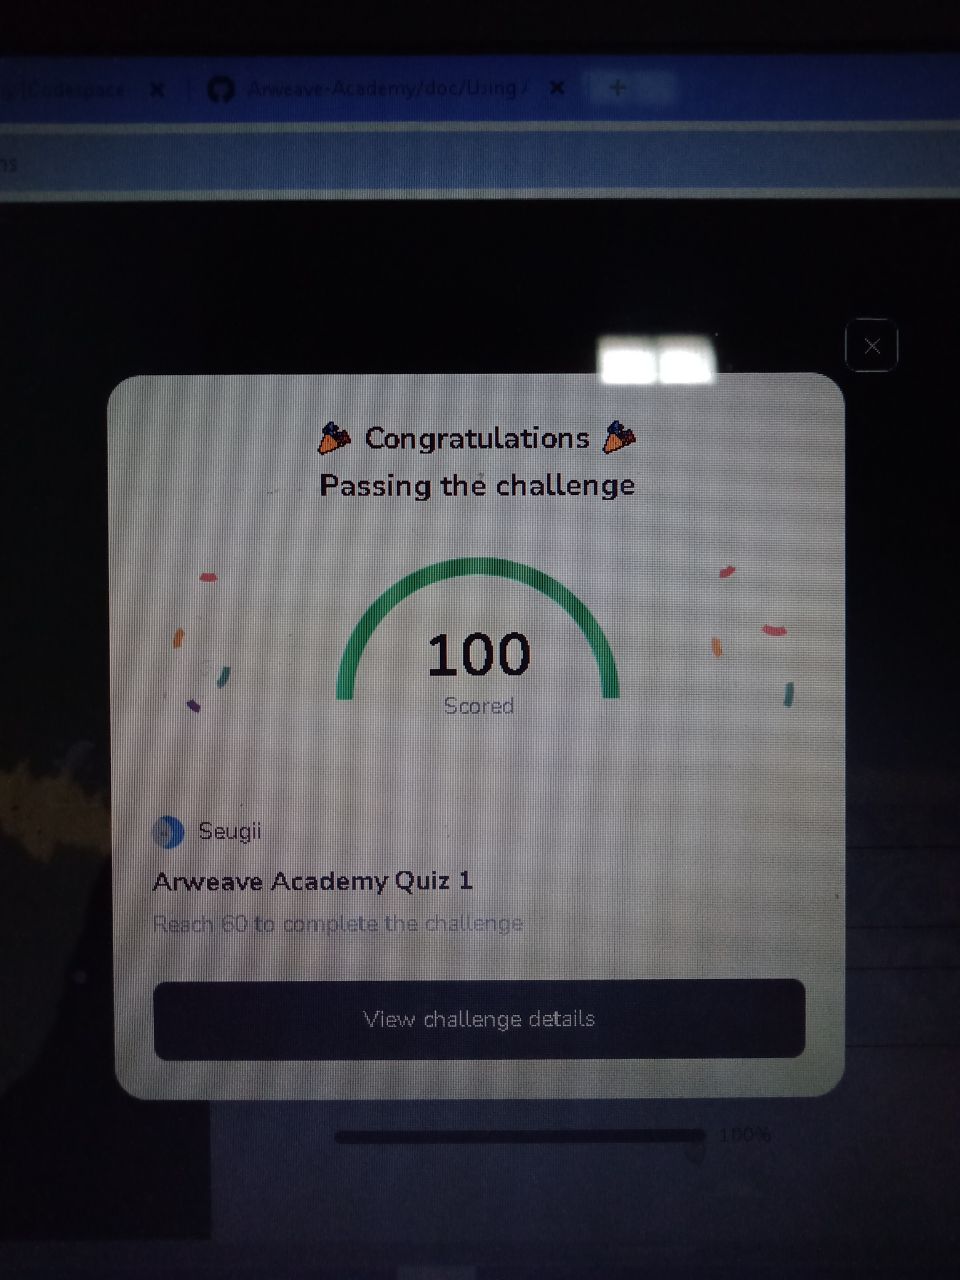 Codespace
Arweave-Academy/doc/Using A
ns
Congratulations
Passing the challenge
100
Scored
Seugii
Arweave Academy Quiz 1
Reach 60 to complete the challenge
View challenge details
100%